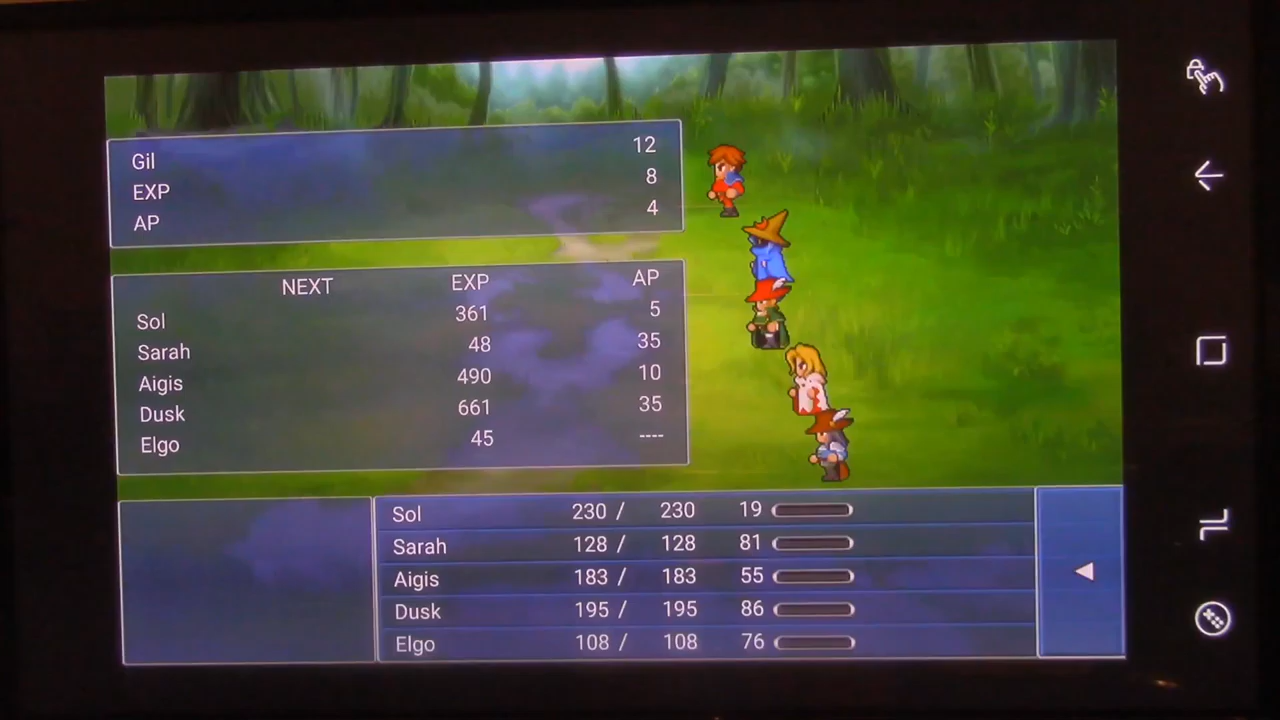 Gil 12
EXP 8
AP 4
NEXT EXP AP
Sol 361 5
Sarah 48 35
Aigis 490 10
Dusk 661 35
Elgo 45 ----
Sol 230 / 230 19
Sarah 128 / 128 81
Aigis 183 / 183 55
Dusk 195 / 195 86
Elgo 108 / 108 76